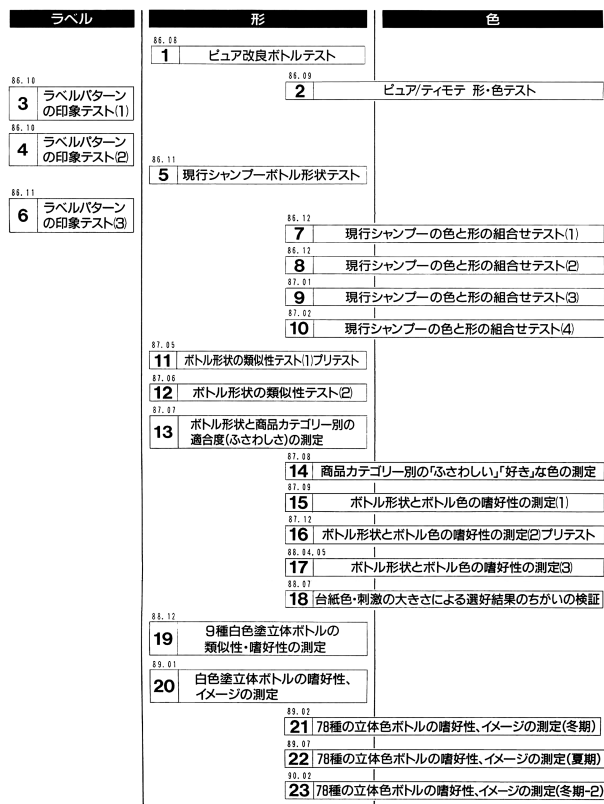 ラベル
形
色
86.08
1 ピュア改良ボトルテスト
86.09
2 ピュア/ティモテ 形・色テスト
86.10
3 ラベルパターン
の印象テスト(1)
86.10
4 ラベルパターン
の印象テスト(2)
86.11
5 現行シャンプーボトル形状テスト
86.11
6 ラベルパターン
の印象テスト(3)
86.12
7 現行シャンプーの色と形の組合せテスト(1)
86.12
8 現行シャンプーの色と形の組合せテスト(2)
87.01
9 現行シャンプーの色と形の組合せテスト(3)
87.02
10 現行シャンプーの色と形の組合せテスト(4)
87.05
11 ボトル形状の類似性テスト(1)プリテスト
87.06
12 ボトル形状の類似性テスト(2)
87.07
13 ボトル形状と商品カテゴリー別の
適合度(ふさわしさ)の測定
87.08
14 商品カテゴリー別の「ふさわしい」「好き」な色の測定
87.09
15 ボトル形状とボトル色の嗜好性の測定(1)
87.12
16 ボトル形状とボトル色の嗜好性の測定(2)プリテスト
88.04,05
17 ボトル形状とボトル色の嗜好性の測定(3)
88.07
18 台紙色・刺激の大きさによる選好結果のちがいの検証
88.12
19 9種白色塗立体ボトルの
類似性・嗜好性の測定
89.01
20 白色塗立体ボトルの嗜好性、
イメージの測定
89.02
21 78種の立体色ボトルの嗜好性、イメージの測定(冬期)
89.07
22 78種の立体色ボトルの嗜好性、イメージの測定(夏期)
90.02
23 78種の立体色ボトルの嗜好性、イメージの測定(冬期-2)